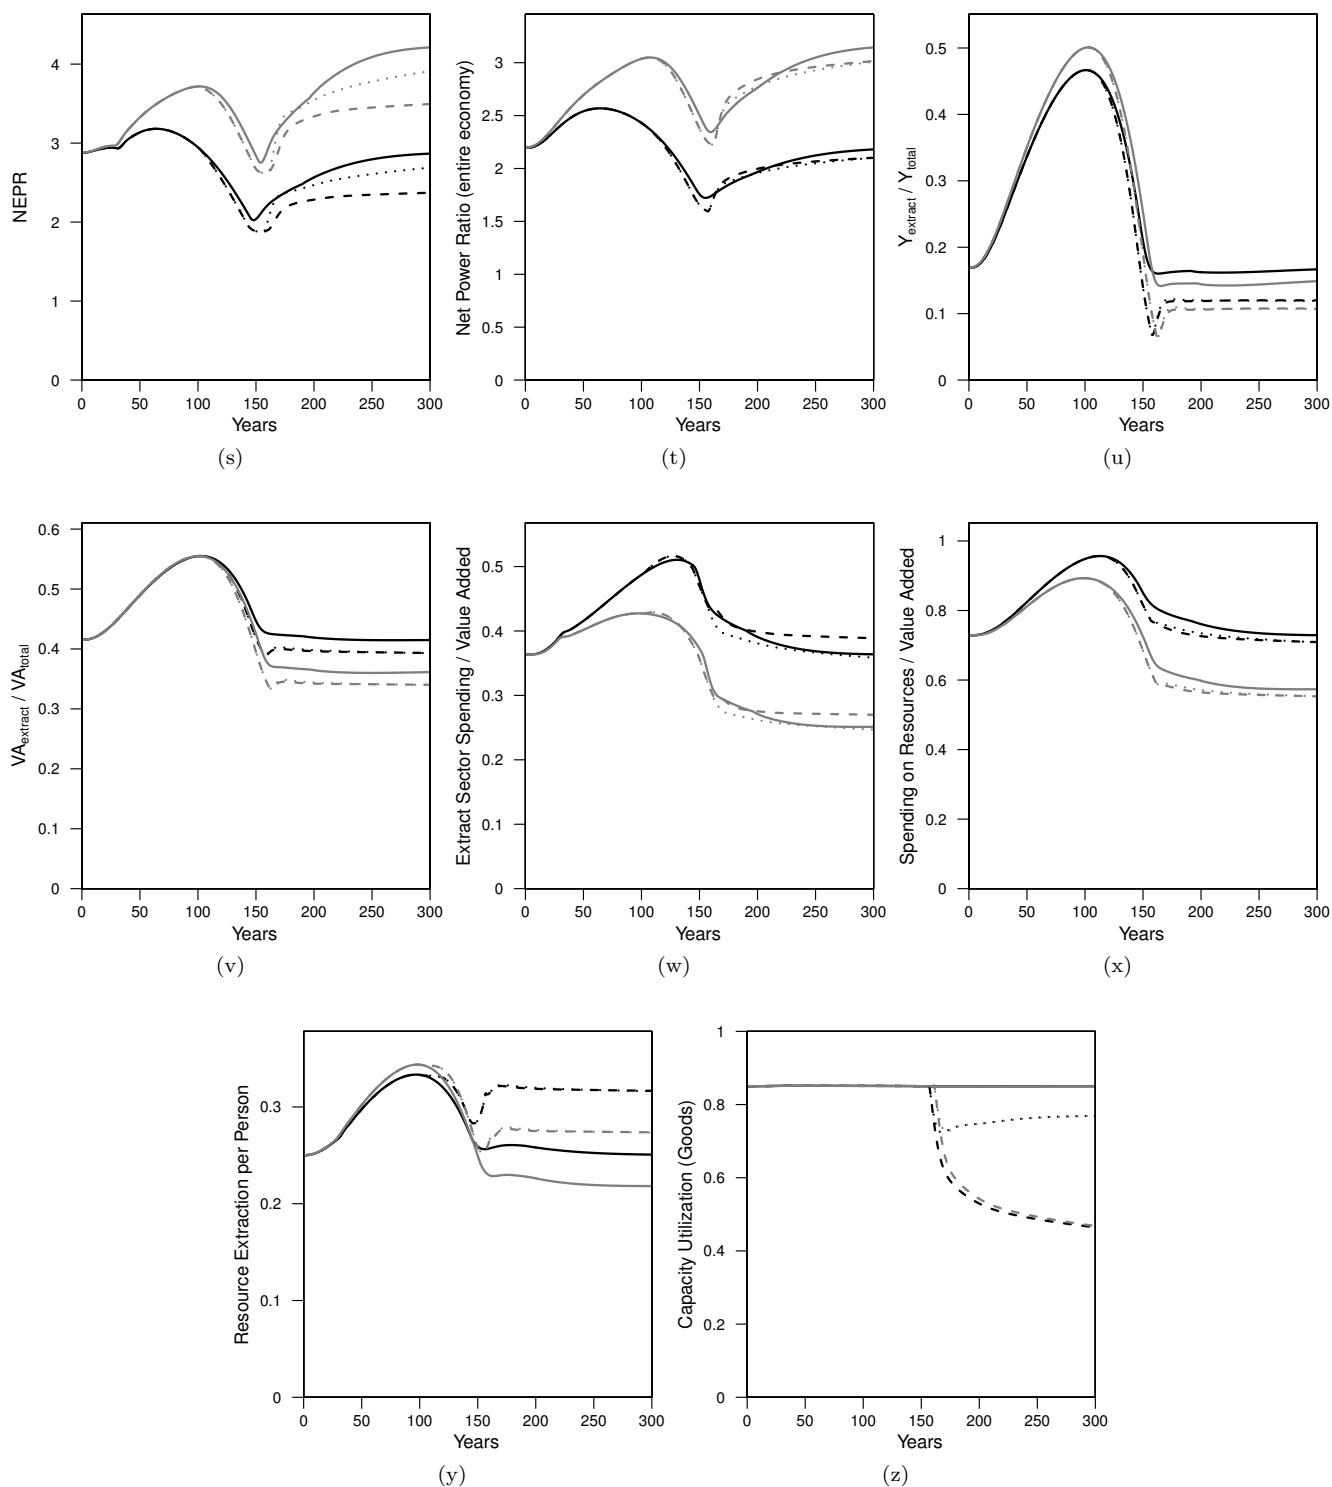 NEPR
4
3
2
1
0
0 50 100 150 200 250 300
Years
(s)
Net Power Ratio (entire economy)
3
2.5
2
1.5
1
0.5
0
0 50 100 150 200 250 300
Years
(t)
Yextract / Ytotal
0.5
0.4
0.3
0.2
0.1
0
0 50 100 150 200 250 300
Years
(u)
VAextract / VAtotal
0.6
0.5
0.4
0.3
0.2
0.1
0
0 50 100 150 200 250 300
Years
(v)
Extract Sector Spending / Value Added
0.5
0.4
0.3
0.2
0.1
0
0 50 100 150 200 250 300
Years
(w)
Spending on Resources / Value Added
1
0.8
0.6
0.4
0.2
0
0 50 100 150 200 250 300
Years
(x)
Resource Extraction per Person
0.3
0.2
0.1
0
0 50 100 150 200 250 300
Years
(y)
Capacity Utilization (Goods)
1
0.8
0.6
0.4
0.2
0
0 50 100 150 200 250 300
Years
(z)